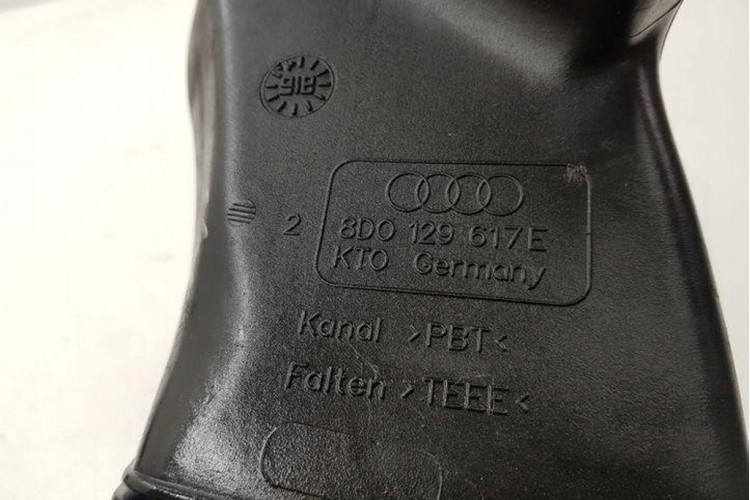 2
8D0 129 617E
KTO Germany
Kanal >PBT<
Falten >TEEE<